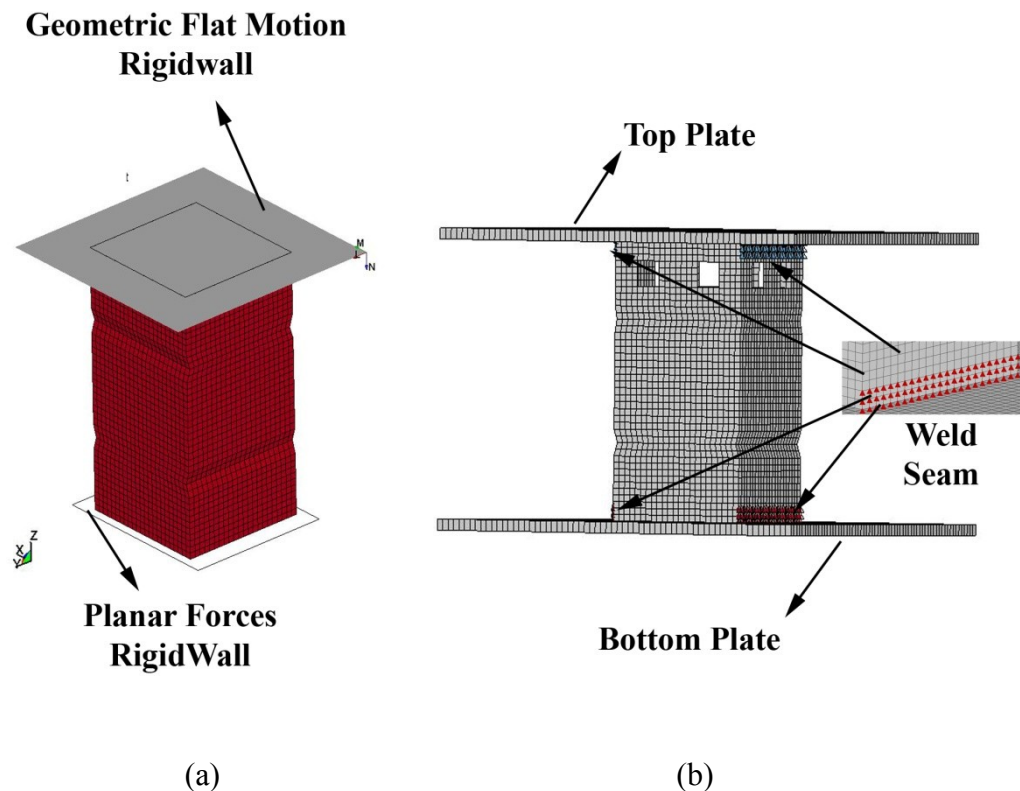 Geometric Flat Motion
Rigidwall
Top Plate
t
M
N
Weld
Seam
Z
X
Y
Planar Forces
RigidWall
Bottom Plate
(a)
(b)